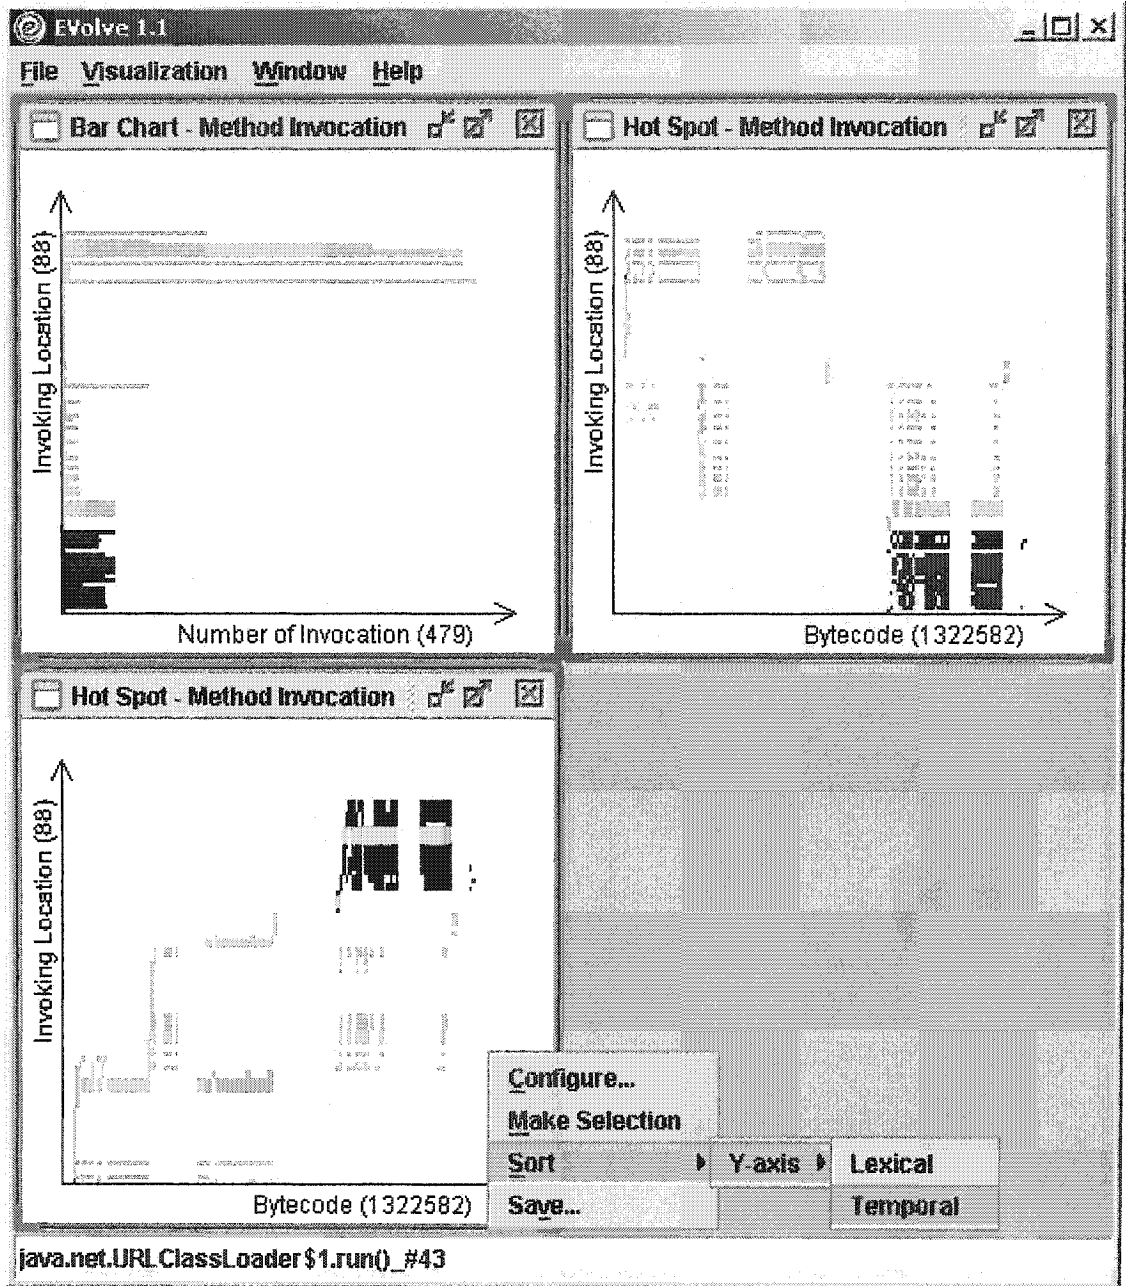 EVolve 1.1
File Visualization Window Help
Bar Chart - Method Invocation
Hot Spot - Method Invocation
Invoking Location (88)
Number of Invocation (479)
Invoking Location (88)
Bytecode (1322582)
Hot Spot - Method Invocation
Invoking Location (88)
Bytecode (1322582)
Configure...
Make Selection
Sort
Y-axis
Lexical
Save...
Temporal
java.net.URLClassLoader$1.run()_#43